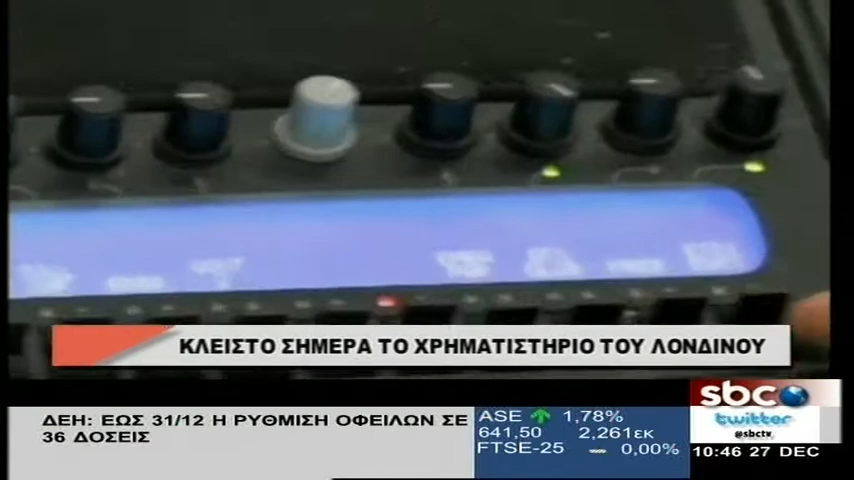 ΚΛΕΙΣΤΟ ΣΗΜΕΡΑ ΤΟ ΧΡΗΜΑΤΙΣΤΗΡΙΟ ΤΟΥ ΛΟΝΔΙΝΟΥ
ΔΕΗ: ΕΩΣ 31/12 Η ΡΥΘΜΙΣΗ ΟΦΕΙΛΩΝ ΣΕ
36 ΔΟΣΕΙΣ
ASE 1,78%
641,50 2,261εκ
FTSE-25 0,00%
sbc
twitter
@sbctv
10:46 27 DEC